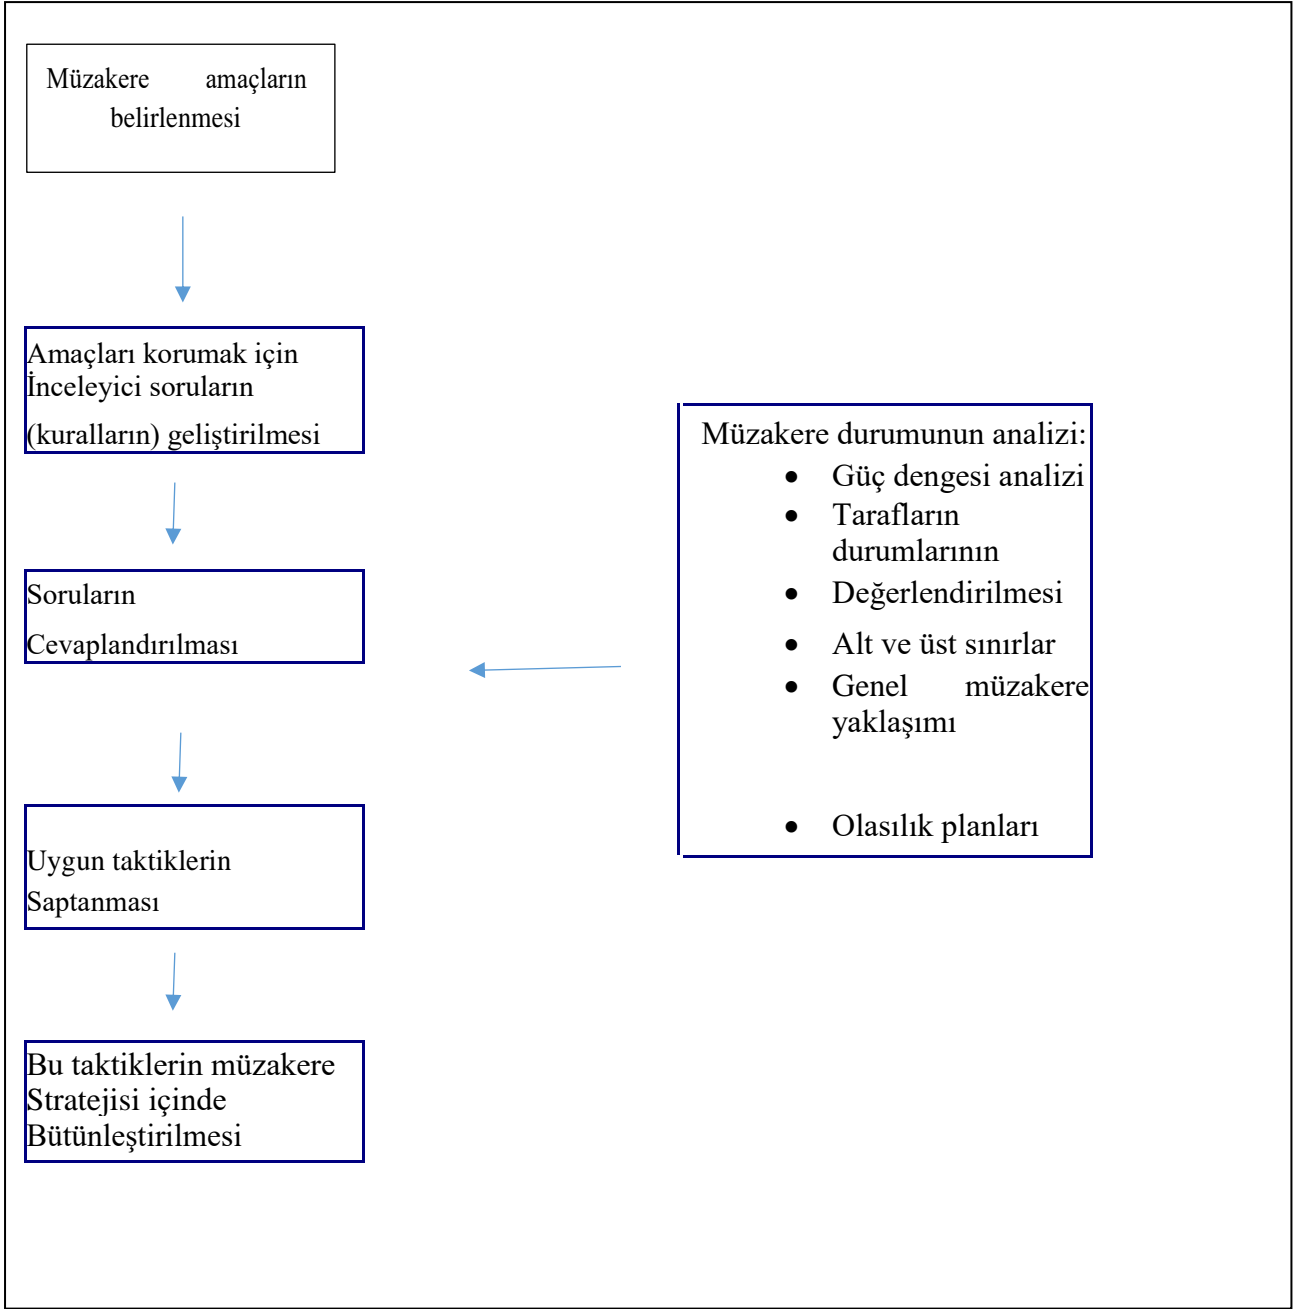 Müzakere amaçların
belirlenmesi
Amaçları korumak için
İnceleyici soruların
(kuralların) geliştirilmesi
Soruların
Cevaplandırılması
Uygun taktiklerin
Saptanması
Bu taktiklerin müzakere
Stratejisi içinde
Bütünleştirilmesi
Müzakere durumunun analizi:
• Güç dengesi analizi
• Tarafların
durumlarının
• Değerlendirilmesi
• Alt ve üst sınırlar
• Genel müzakere
yaklaşımı
• Olasılık planları